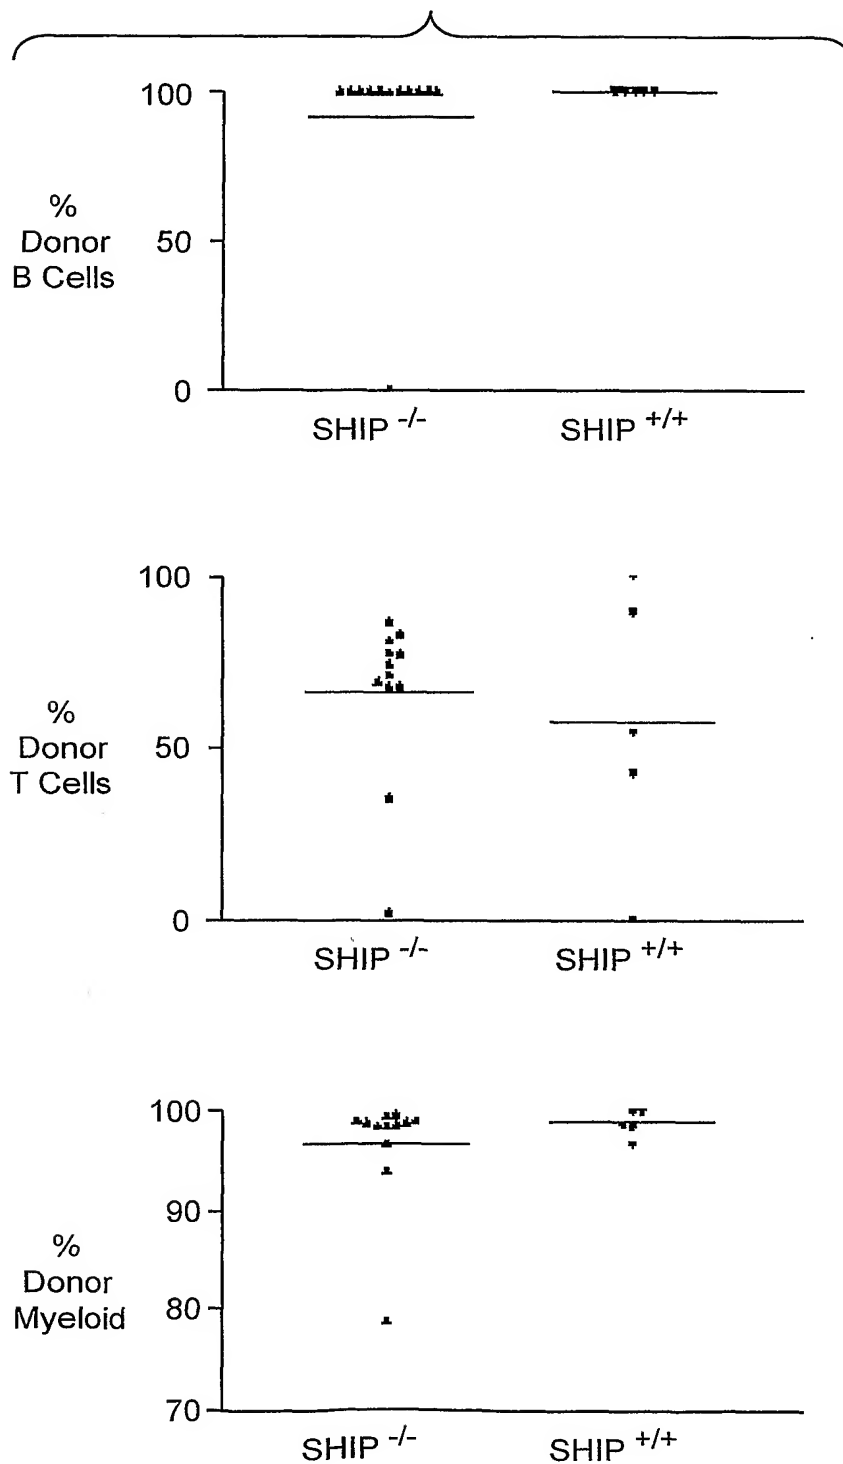 100
50
0
%
Donor
B Cells
SHIP -/-
SHIP +/+
100
50
0
%
Donor
T Cells
SHIP -/-
SHIP +/+
100
90
80
70
%
Donor
Myeloid
SHIP -/-
SHIP +/+